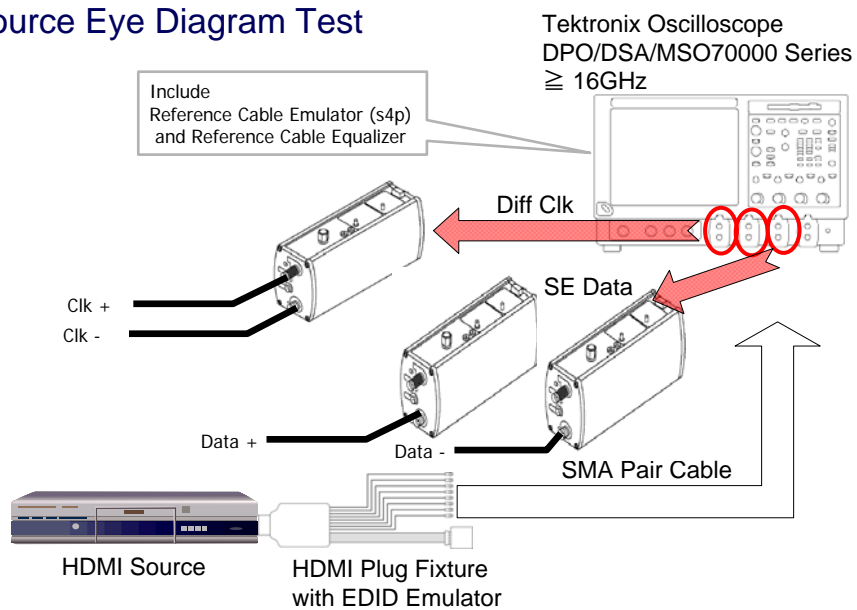 ource Eye Diagram Test
Tektronix Oscilloscope
DPO/DSA/MSO70000 Series
≧ 16GHz
Include
Reference Cable Emulator (s4p)
and Reference Cable Equalizer
Diff Clk
SE Data
Clk +
Clk -
Data +
Data -
SMA Pair Cable
HDMI Source
HDMI Plug Fixture
with EDID Emulator